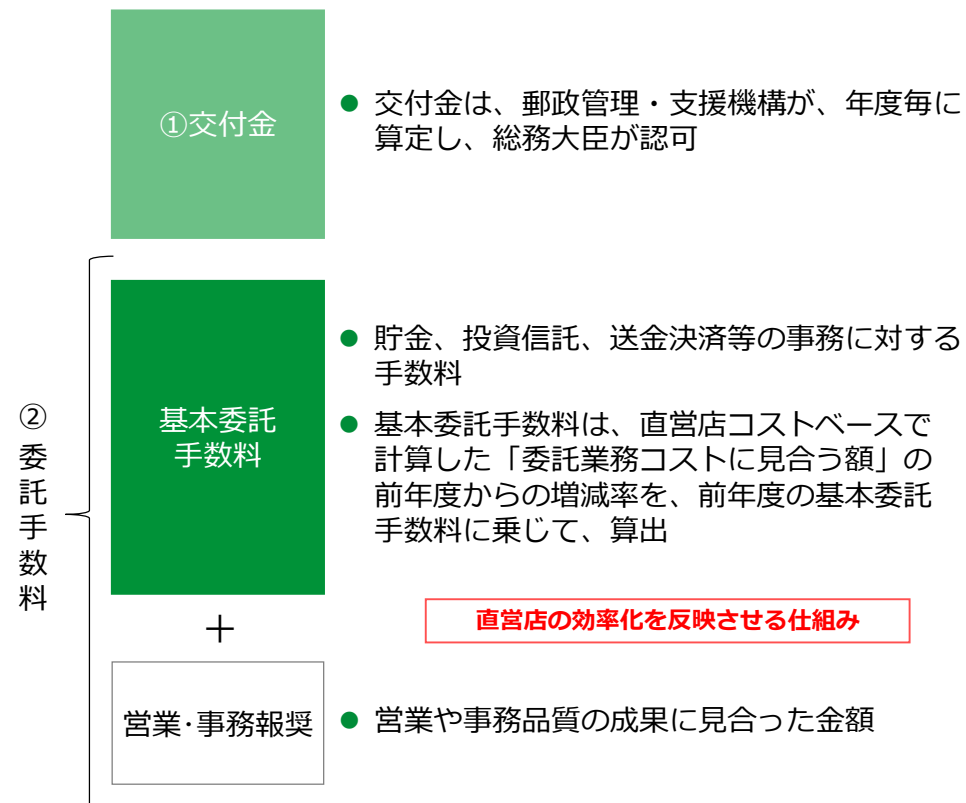 ①交付金
● 交付金は、郵政管理・支援機構が、年度毎に
算定し、総務大臣が認可
②委託手数料
基本委託
手数料
● 貯金、投資信託、送金決済等の事務に対する
手数料
● 基本委託手数料は、直営店コストベースで
計算した「委託業務コストに見合う額」の
前年度からの増減率を、前年度の基本委託
手数料に乗じて、算出
直営店の効率化を反映させる仕組み
＋
営業・事務報奨
● 営業や事務品質の成果に見合った金額